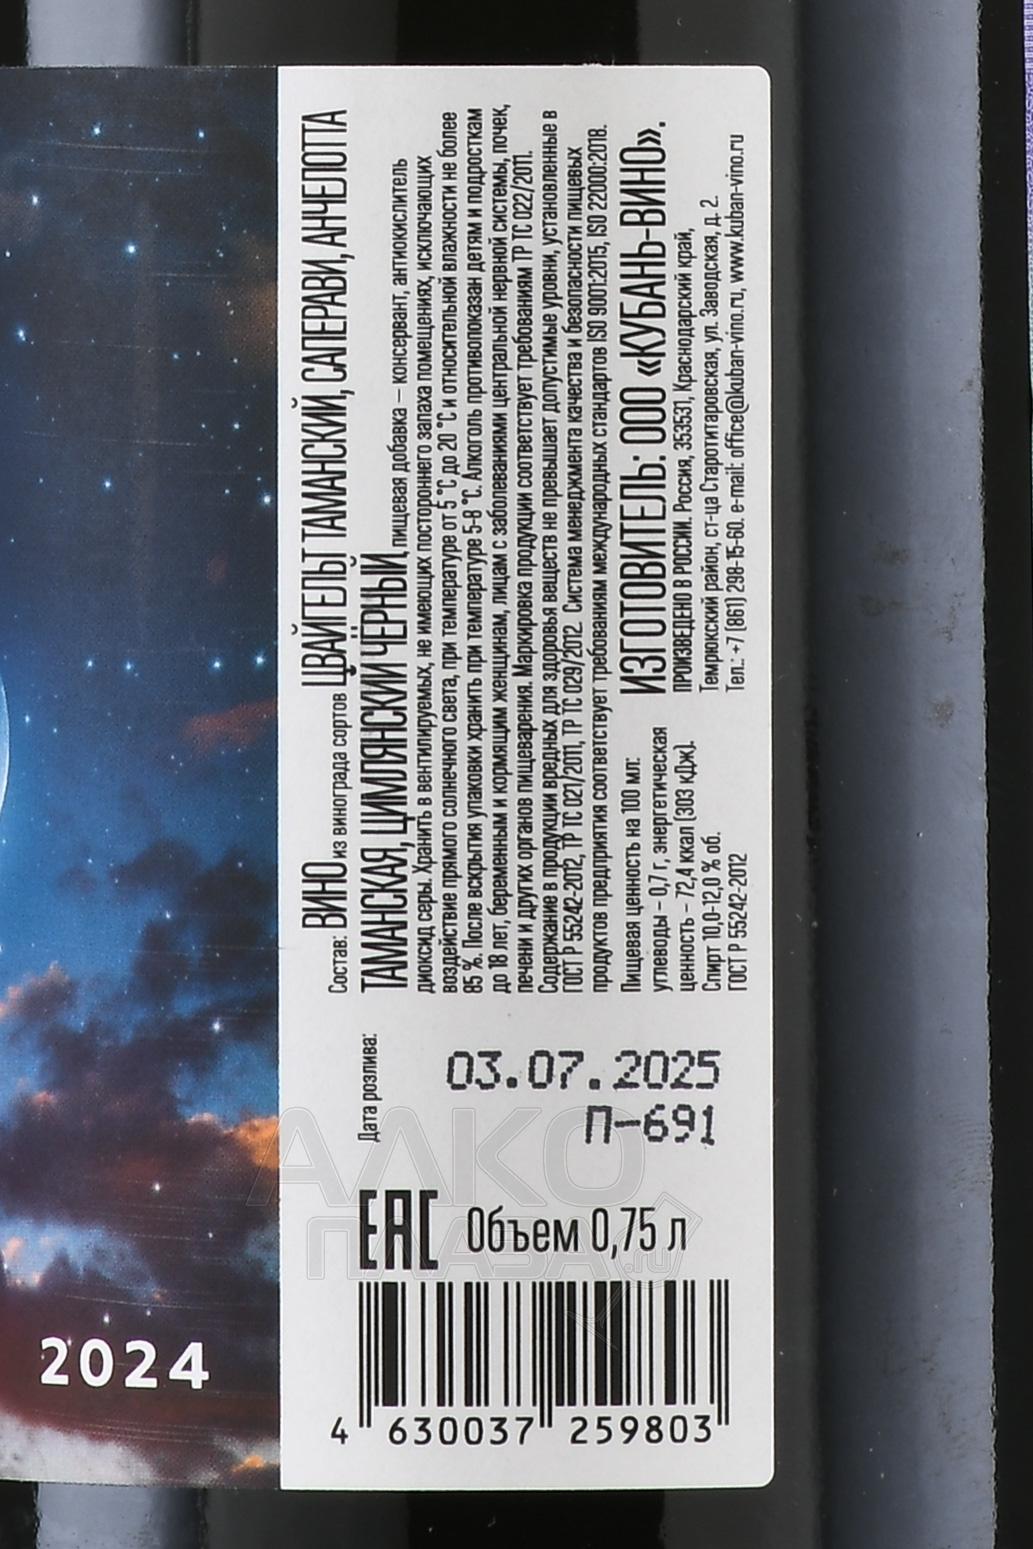 Состав: ВИНО из винограда сортов ЦВАЙГЕЛЬТ ТАМАНСКИЙ, САПЕРАВИ, АНЧЕЛОТТА
ТАМАНСКАЯ, ЦИМЛЯНСКИЙ ЧЁРНЫЙ, пищевая добавка – консервант, антиокислитель
диоксид серы. Хранить в вентилируемых, не имеющих постороннего запаха помещениях, исключающих
воздействие прямого солнечного света, при температуре от 5 °С до 20 °С и относительной влажности не более
85 %. После вскрытия упаковки хранить при температуре 5-8 °С. Алкоголь противопоказан детям и подросткам
до 18 лет, беременным и кормящим женщинам, лицам с заболеваниями центральной нервной системы, почек,
печени и других органов пищеварения. Маркировка продукции соответствует требованиям ТР ТС 022/2011.
Содержание в продукции вредных для здоровья веществ не превышает допустимые уровни, установленные в
ГОСТ Р 55242-2012, ТР ТС 021/2011, ТР ТС 029/2012. Система менеджмента качества и безопасности пищевых
продуктов предприятия соответствует требованиям международных стандартов ISO 9001:2015, ISO 22000:2018.
Пищевая ценность на 100 мл:
углеводы – 0,7 г, энергетическая
ценность – 72,4 ккал (303 кДж).
Спирт 10,0-12,0 % об.
ГОСТ Р 55242-2012
ИЗГОТОВИТЕЛЬ: ООО «КУБАНЬ-ВИНО».
ПРОИЗВЕДЕНО В РОССИИ. Россия, 353531, Краснодарский край,
Темрюкский район, ст-ца Старотитаровская, ул. Заводская, д. 2.
Тел.: +7 (861) 298-15-60. e-mail: office@kuban-vino.ru, www.kuban-vino.ru
Дата розлива:
03.07.2025
П-691
ЕАС
Объем 0,75 л
4 630037 259803
2024
АЛКО
ПЛАЗА.ru